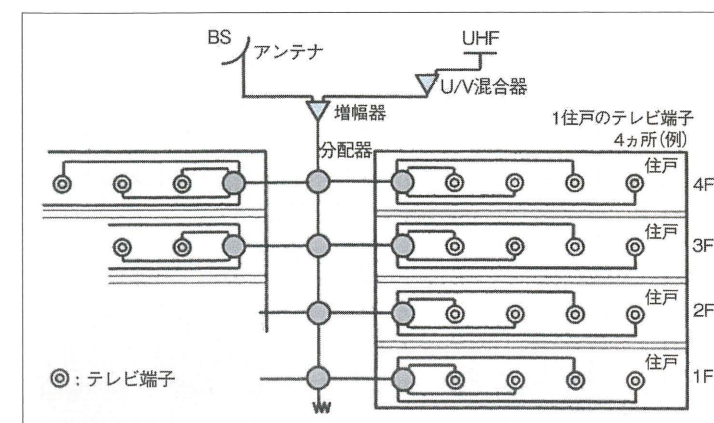 BS
アンテナ
UHF
U/V混合器
増幅器
分配器
1住戸のテレビ端子
4ヵ所(例)
住戸
4F
住戸
3F
住戸
2F
住戸
1F
◎:テレビ端子